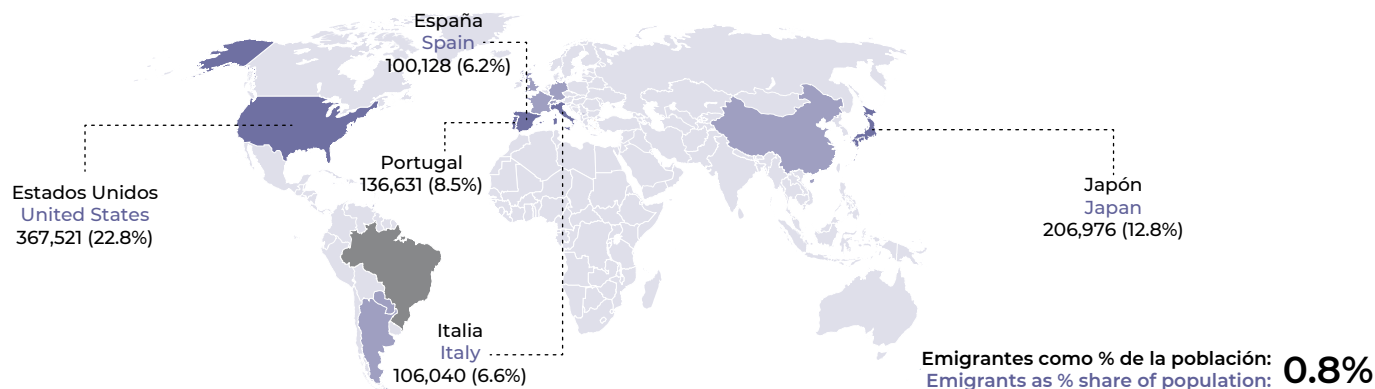 España
Spain
100,128 (6.2%)
Portugal
136,631 (8.5%)
Estados Unidos
United States
367,521 (22.8%)
Japón
Japan
206,976 (12.8%)
Italia
Italy
106,040 (6.6%)
Emigrantes como % de la población:
Emigrants as % share of population:
0.8%